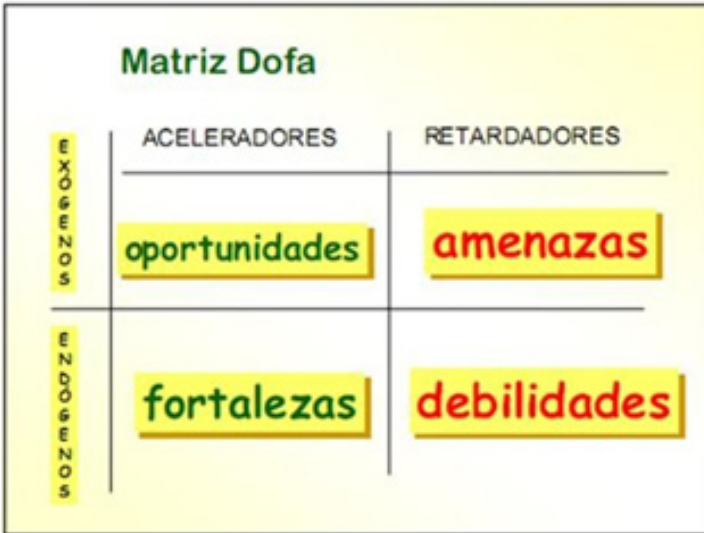 Matriz Dofa
ACELERADORES RETARDADORES
EXÓGENOS
oportunidades amenazas
ENDÓGENOS
fortalezas debilidades